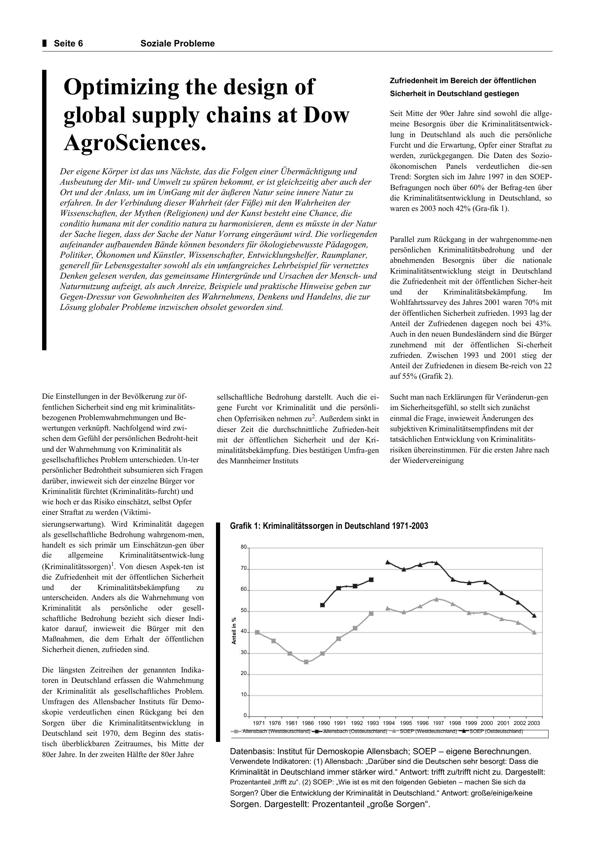 Seite 6 Soziale Probleme
Optimizing the design of
global supply chains at Dow
AgroSciences.
Der eigene Körper ist das uns Nächste, das die Folgen einer Übermächtigung und
Ausbeutung der Mit- und Umwelt zu spüren bekommt, er ist gleichzeitig aber auch der
Ort und der Anlass, um im UmGang mit der äußeren Natur seine innere Natur zu
erfahren. In der Verbindung dieser Wahrheit (der Füße) mit den Wahrheiten der
Wissenschaften, der Mythen (Religionen) und der Kunst besteht eine Chance, die
conditio humana mit der conditio natura zu harmonisieren, denn es müsste in der Natur
der Sache liegen, dass der Sache der Natur Vorrang eingeräumt wird. Die vorliegenden
aufeinander aufbauenden Bände können besonders für ökologiebewusste Pädagogen,
Politiker, Ökonomen und Künstler, Wissenschafter, Entwicklungshelfer, Raumplaner,
generell für Lebensgestalter sowohl als ein umfangreiches Lehrbeispiel für vernetztes
Denken gelesen werden, das gemeinsame Hintergründe und Ursachen der Mensch- und
Naturnutzung aufzeigt, als auch Anreize, Beispiele und praktische Hinweise geben zur
Gegen-Dressur von Gewohnheiten des Wahrnehmens, Denkens und Handelns, die zur
Lösung globaler Probleme inzwischen obsolet geworden sind.
Zufriedenheit im Bereich der öffentlichen
Sicherheit in Deutschland gestiegen
Seit Mitte der 90er Jahre sind sowohl die allge-
meine Besorgnis über die Kriminalitätsentwick-
lung in Deutschland als auch die persönliche
Furcht und die Erwartung, Opfer einer Straftat zu
werden, zurückgegangen. Die Daten des Sozio-
ökonomischen Panels verdeutlichen die-sen
Trend: Sorgten sich im Jahre 1997 in den SOEP-
Befragungen noch über 60% der Befrag-ten über
die Kriminalitätsentwicklung in Deutschland, so
waren es 2003 noch 42% (Gra-fik 1).
Parallel zum Rückgang in der wahrgenomme-nen
persönlichen Kriminalitätsbedrohung und der
abnehmenden Besorgnis über die nationale
Kriminalitätsentwicklung steigt in Deutschland
die Zufriedenheit mit der öffentlichen Sicher-heit
und der Kriminalitätsbekämpfung. Im
Wohlfahrtssurvey des Jahres 2001 waren 70% mit
der öffentlichen Sicherheit zufrieden. 1993 lag der
Anteil der Zufriedenen dagegen noch bei 43%.
Auch in den neuen Bundesländern sind die Bürger
zunehmend mit der öffentlichen Si-cherheit
zufrieden. Zwischen 1993 und 2001 stieg der
Anteil der Zufriedenen in diesem Be-reich von 22
auf 55% (Grafik 2).
Die Einstellungen in der Bevölkerung zur öf-
fentlichen Sicherheit sind eng mit kriminalitäts-
bezogenen Problemwahrnehmungen und Be-
wertungen verknüpft. Nachfolgend wird zwi-
schen dem Gefühl der persönlichen Bedroht-heit
und der Wahrnehmung von Kriminalität als
gesellschaftliches Problem unterschieden. Un-ter
persönlicher Bedrohtheit subsumieren sich Fragen
darüber, inwieweit sich der einzelne Bürger vor
Kriminalität fürchtet (Kriminalitäts-furcht) und
wie hoch er das Risiko einschätzt, selbst Opfer
einer Straftat zu werden (Viktimi-
sierungserwartung). Wird Kriminalität dagegen
als gesellschaftliche Bedrohung wahrgenom-men,
handelt es sich primär um Einschätzun-gen über
die allgemeine Kriminalitätsentwick-lung
(Kriminalitätssorgen)1. Von diesen Aspek-ten ist
die Zufriedenheit mit der öffentlichen Sicherheit
und der Kriminalitätsbekämpfung zu
unterscheiden. Anders als die Wahrnehmung von
Kriminalität als persönliche oder gesell-
schaftliche Bedrohung bezieht sich dieser Indi-
kator darauf, inwieweit die Bürger mit den
Maßnahmen, die dem Erhalt der öffentlichen
Sicherheit dienen, zufrieden sind.
Die längsten Zeitreihen der genannten Indika-
toren in Deutschland erfassen die Wahrnehmung
der Kriminalität als gesellschaftliches Problem.
Umfragen des Allensbacher Instituts für Demo-
skopie verdeutlichen einen Rückgang bei den
Sorgen über die Kriminalitätsentwicklung in
Deutschland seit 1970, dem Beginn des statis-
tisch überblickbaren Zeitraumes, bis Mitte der
80er Jahre. In der zweiten Hälfte der 80er Jahre
sellschaftliche Bedrohung darstellt. Auch die ei-
gene Furcht vor Kriminalität und die persönli-
chen Opferrisiken nehmen zu2. Außerdem sinkt in
dieser Zeit die durchschnittliche Zufrieden-heit
mit der öffentlichen Sicherheit und der Kri-
minalitätsbekämpfung. Dies bestätigen Umfra-gen
des Mannheimer Instituts
Sucht man nach Erklärungen für Veränderun-gen
im Sicherheitsgefühl, so stellt sich zunächst
einmal die Frage, inwieweit Änderungen des
subjektiven Kriminalitätsempfindens mit der
tatsächlichen Entwicklung von Kriminalitäts-
risiken übereinstimmen. Für die ersten Jahre nach
der Wiedervereinigung
Grafik 1: Kriminalitätssorgen in Deutschland 1971-2003
Anteil in %
80
70
60
50
40
30
20
10
0
1971 1976 1981 1986 1990 1991 1992 1993 1994 1995 1996 1997 1998 1999 2000 2001 2002 2003
Allensbach (Westdeutschland) Allensbach (Ostdeutschland) SOEP (Westdeutschland) SOEP (Ostdeutschland)
Datenbasis: Institut für Demoskopie Allensbach; SOEP – eigene Berechnungen.
Verwendete Indikatoren: (1) Allensbach: „Darüber sind die Deutschen sehr besorgt: Dass die
Kriminalität in Deutschland immer stärker wird.“ Antwort: trifft zu/trifft nicht zu. Dargestellt:
Prozentanteil „trifft zu“. (2) SOEP: „Wie ist es mit den folgenden Gebieten – machen Sie sich da
Sorgen? Über die Entwicklung der Kriminalität in Deutschland.“ Antwort: große/einige/keine
Sorgen. Dargestellt: Prozentanteil „große Sorgen“.